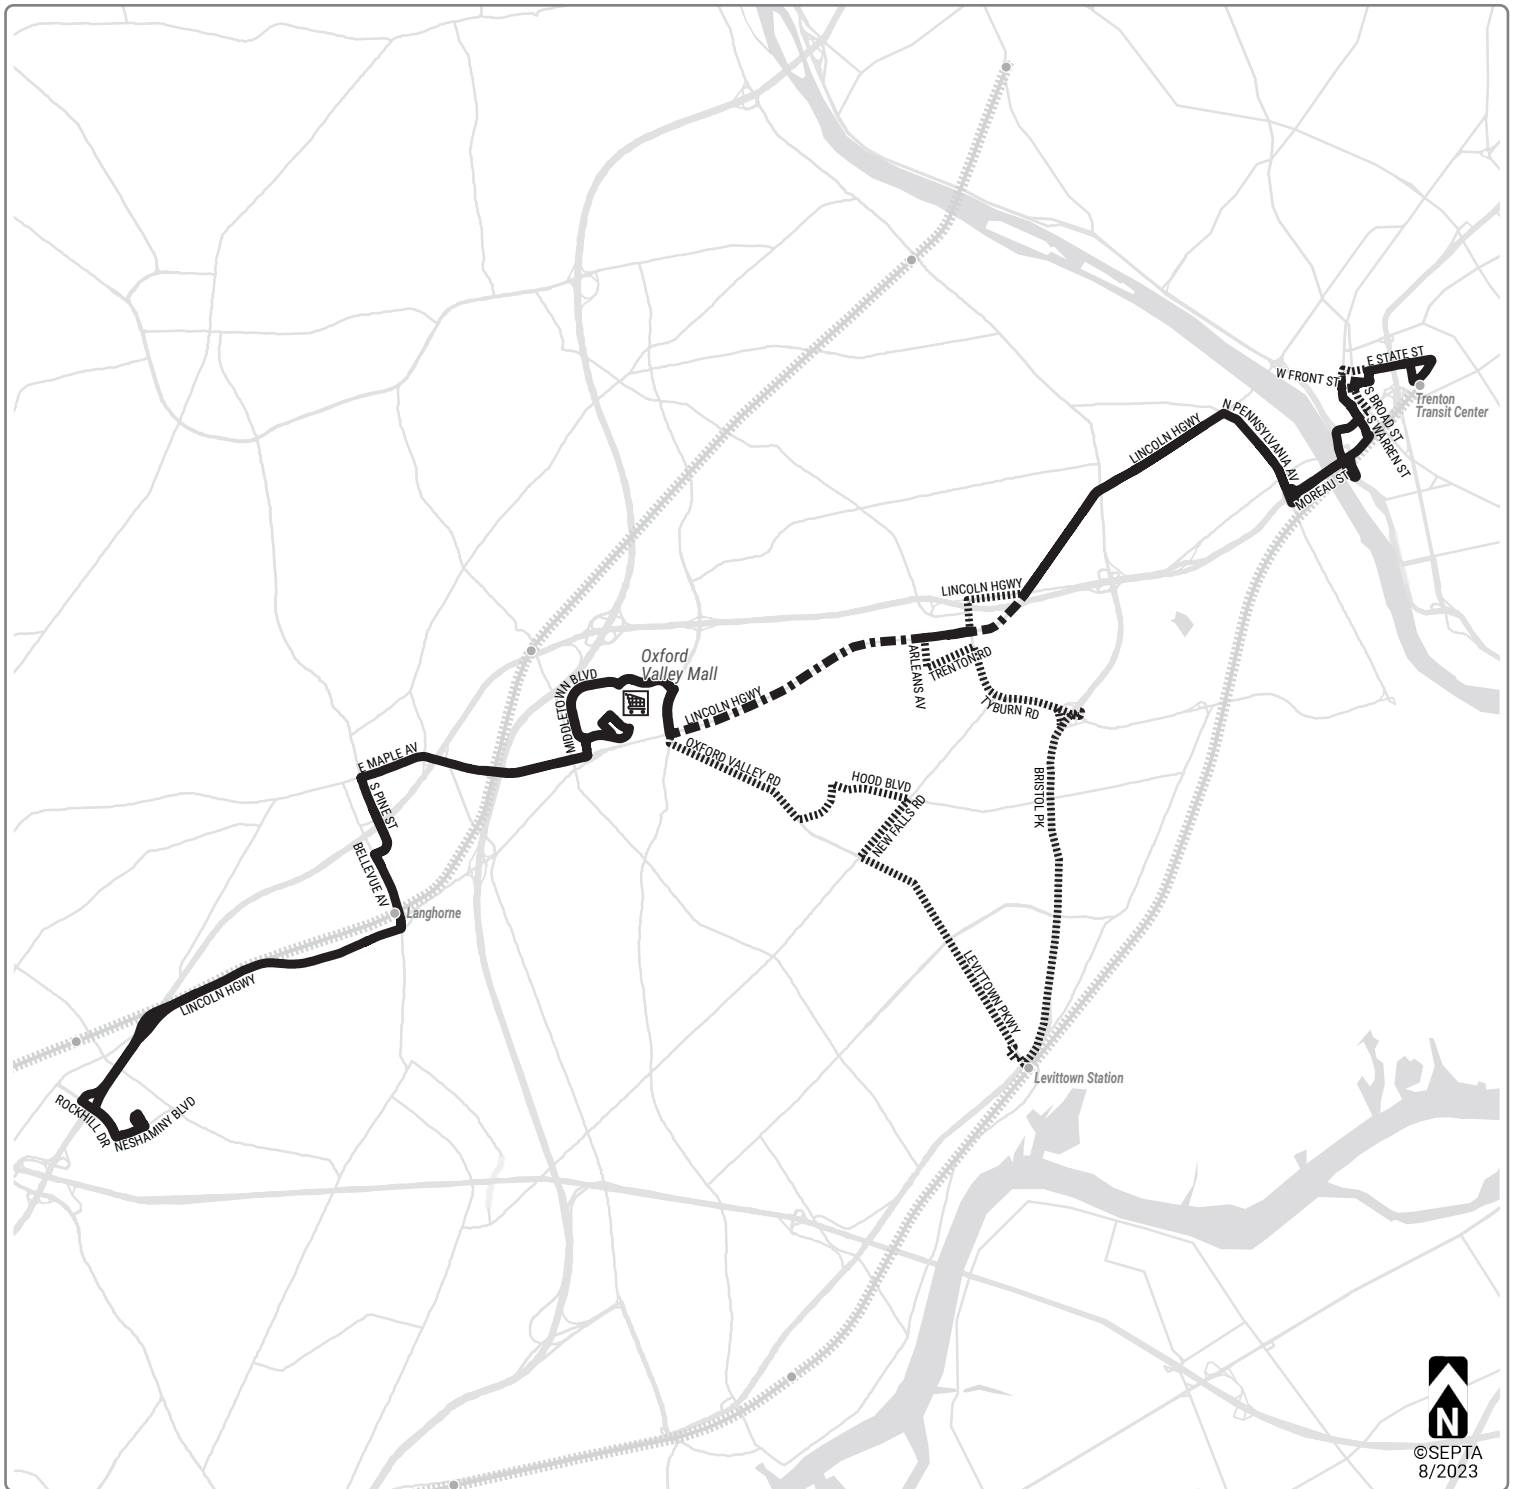 E STATE ST
W FRONT ST
S BROAD ST
S WARREN ST
Trenton
Transit Center
N PENNSYLVANIA AV
LINCOLN HGWY
MOREAU ST
LINCOLN HGWY
ARLEANS AV
TRENTON RD
Oxford
Valley Mall
MIDDLETOWN BLVD
LINCOLN HGWY
TYBURN RD
OXFORD VALLEY RD
HOOD BLVD
NEW FALLS RD
BRISTOL PK
E MAPLE AV
S PINE ST
BELLEVUE AV
Langhorne
LINCOLN HGWY
LEVITTOWN PKWY
Levittown Station
ROCKHILL DR
NESHAMINY BLVD
N
©SEPTA
8/2023